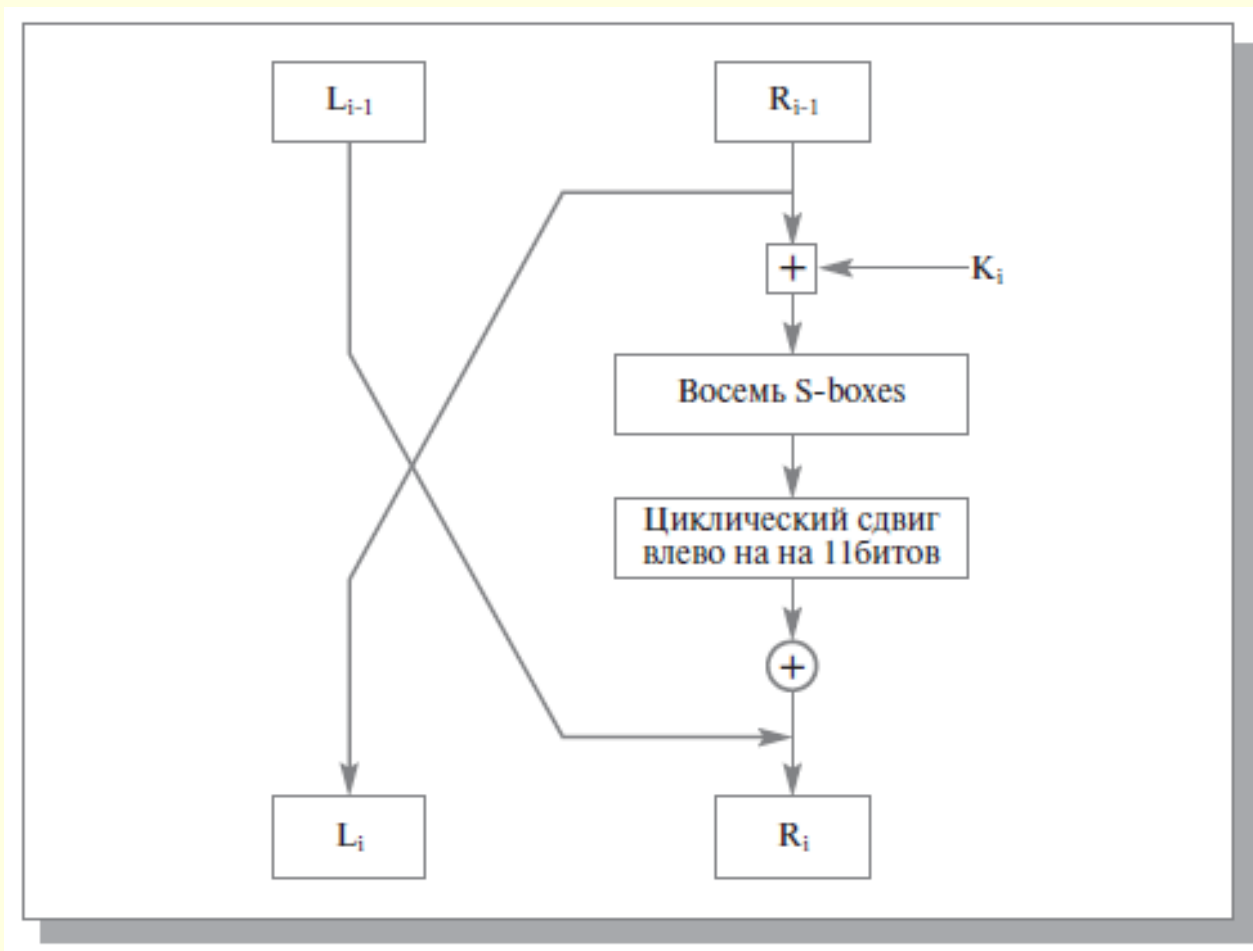 Lᵢ₋₁
Rᵢ₋₁
+
Kᵢ
Восемь S-boxes
Циклический сдвиг
влево на на 11битов
+
Lᵢ
Rᵢ